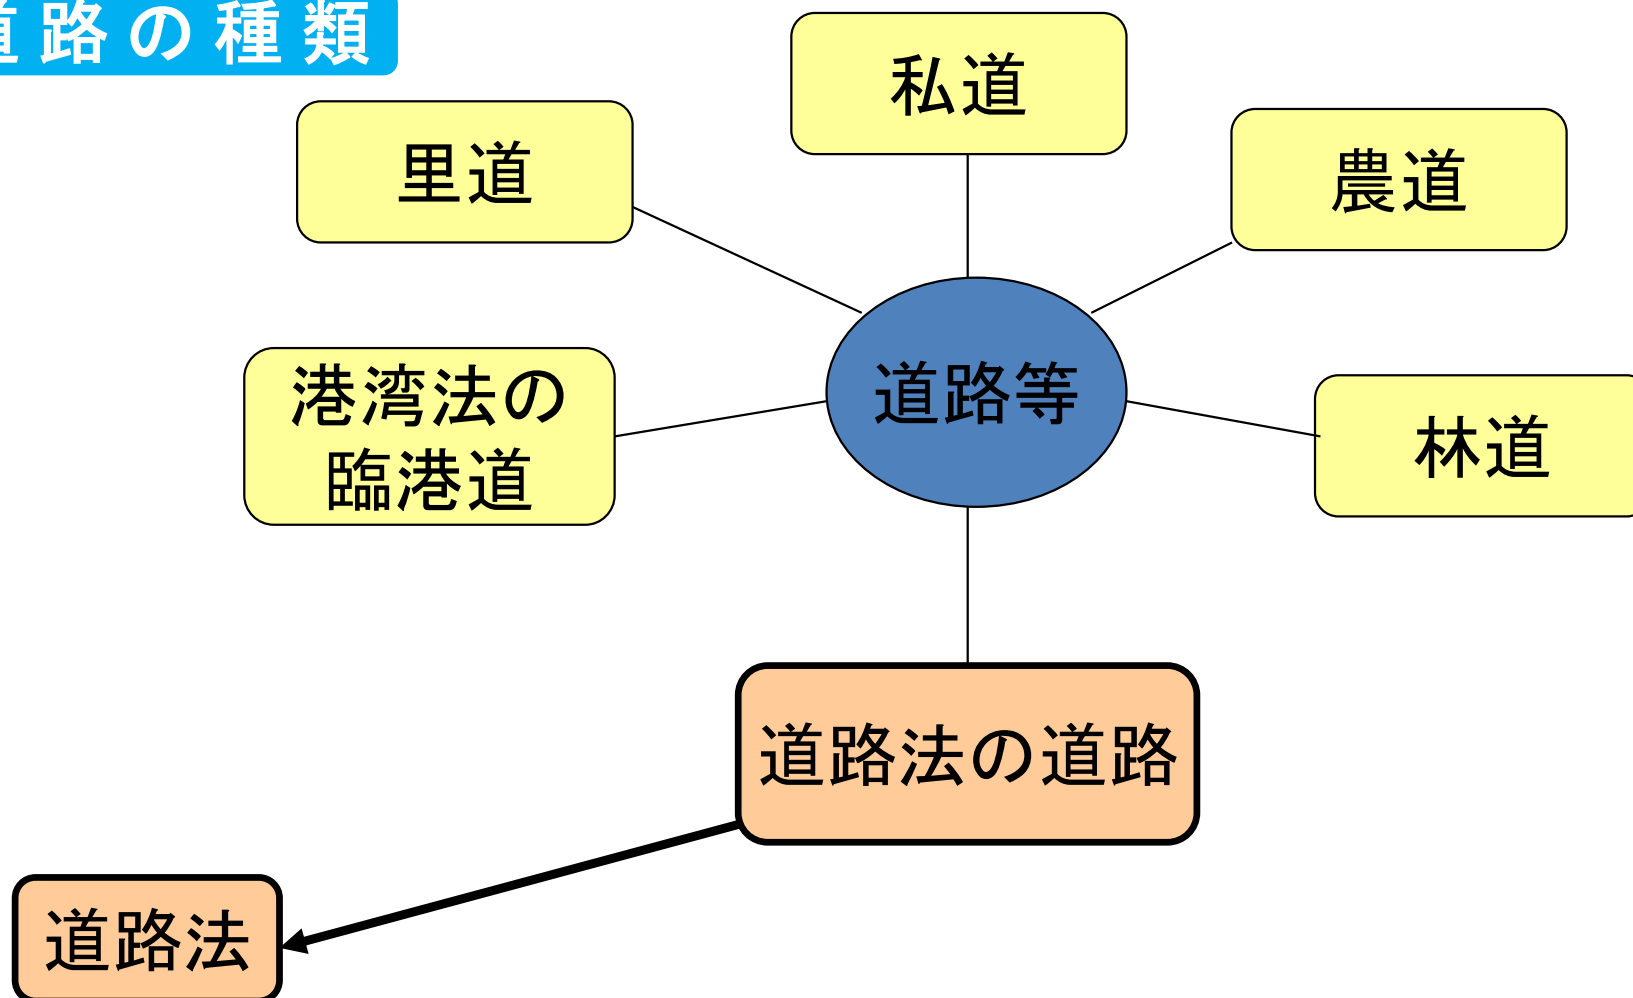 道路の種類
私道
里道
農道
港湾法の
臨港道
道路等
林道
道路法の道路
道路法